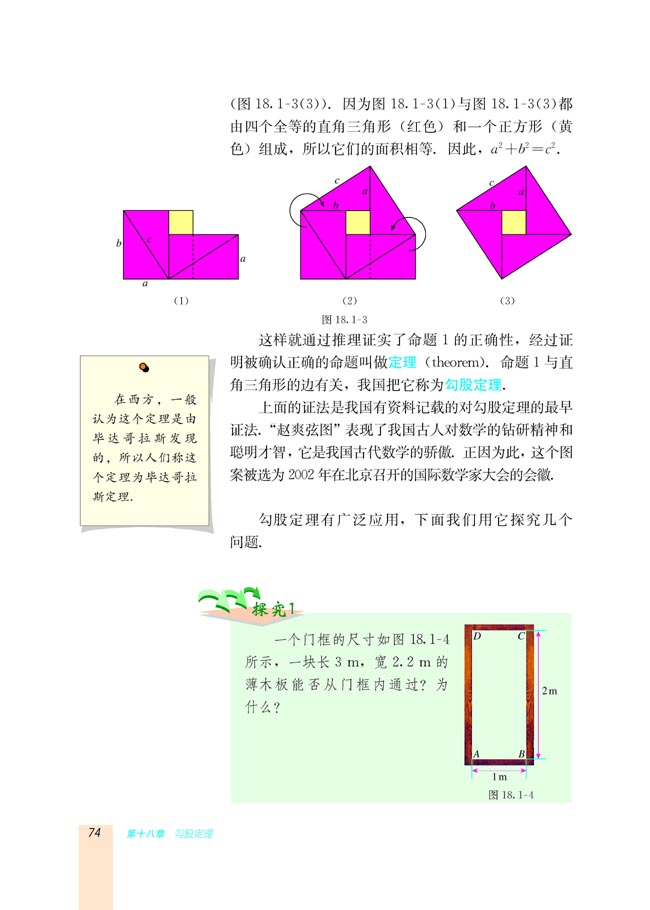 (图 18.1-3(3)). 因为图 18.1-3(1)与图 18.1-3(3)都
由四个全等的直角三角形（红色）和一个正方形（黄
色）组成，所以它们的面积相等. 因此，a²+b²=c².
b
c
a
a
(1)
c
a
b
(2)
c
a
b
(3)
图 18.1-3
这样就通过推理证实了命题 1 的正确性，经过证
明被确认正确的命题叫做定理（theorem）. 命题 1 与直
角三角形的边有关，我国把它称为勾股定理.
上面的证法是我国有资料记载的对勾股定理的最早
证法.“赵爽弦图”表现了我国古人对数学的钻研精神和
聪明才智，它是我国古代数学的骄傲. 正因为此，这个图
案被选为 2002 年在北京召开的国际数学家大会的会徽.
在西方，一般
认为这个定理是由
毕达哥拉斯发现
的，所以人们称这
个定理为毕达哥拉
斯定理.
勾股定理有广泛应用，下面我们用它探究几个
问题.
探究1
一个门框的尺寸如图 18.1-4
所示，一块长 3 m，宽 2.2 m 的
薄木板能否从门框内通过？为
什么？
D
C
2 m
A
B
1 m
图 18.1-4
74 第十八章 勾股定理